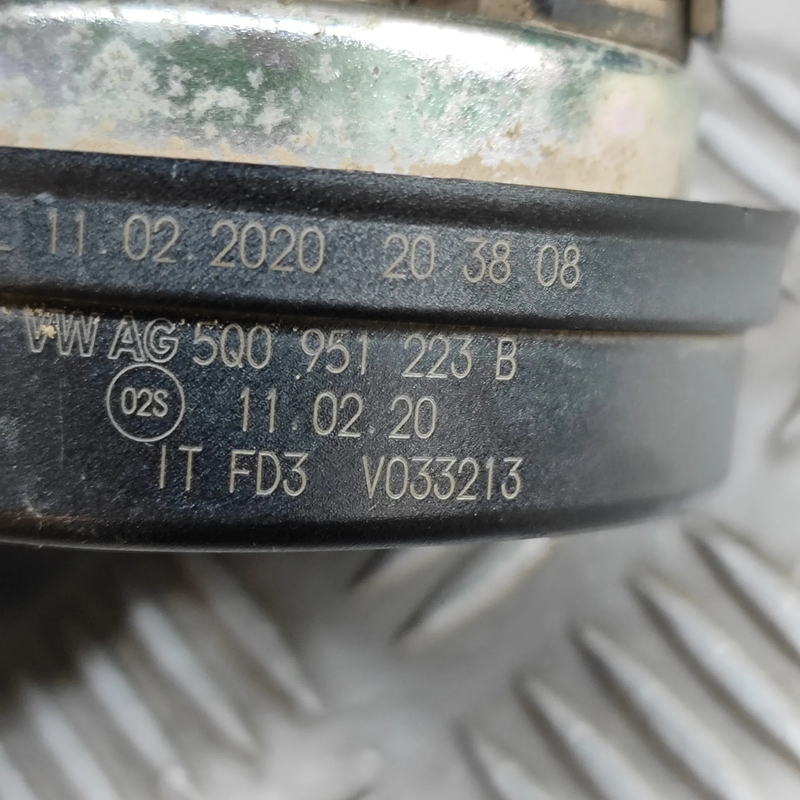 11 02 2020 20 38 08
VW AG 5Q0 951 223 B
02S 11.02.20
IT FD3 V033213